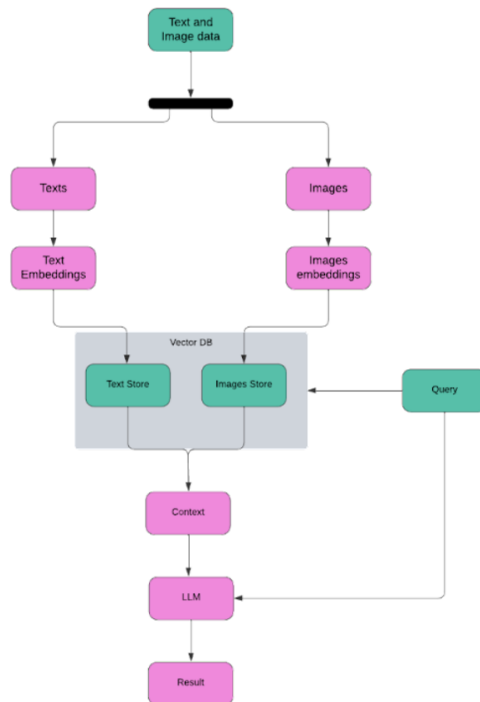 Text and
Image data
Texts
Images
Text
Embeddings
Images
embeddings
Vector DB
Text Store
Images Store
Query
Context
LLM
Result